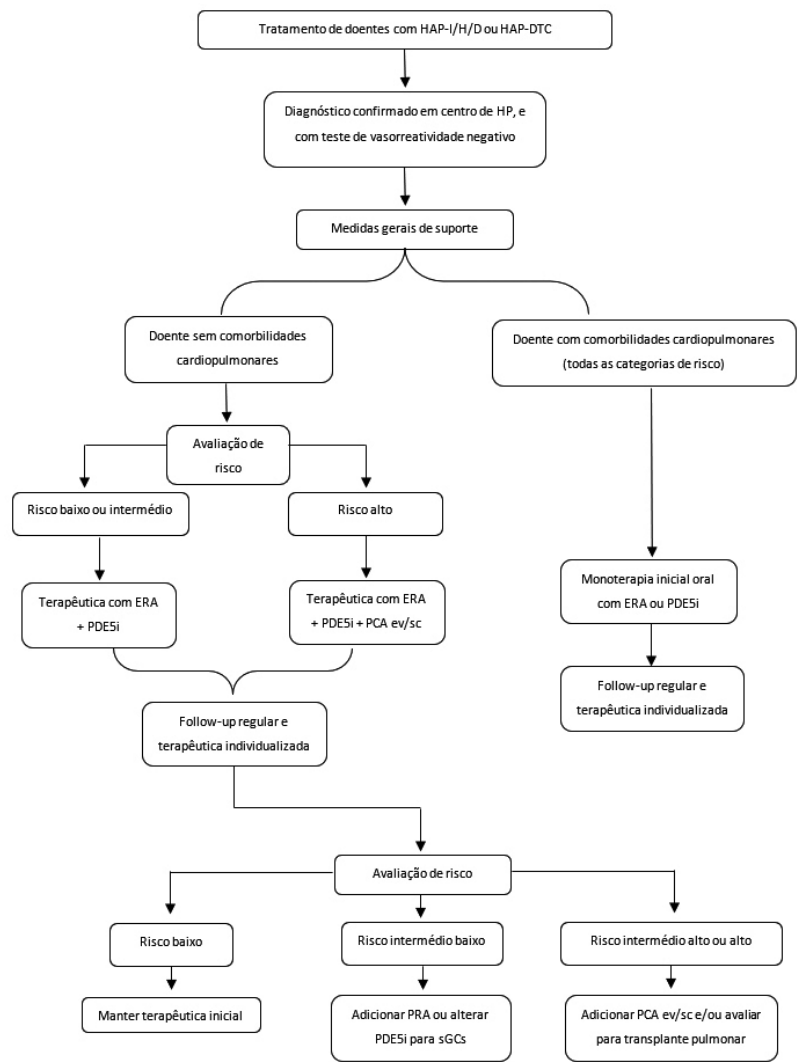 Tratamento de doentes com HAP-I/H/D ou HAP-DTC
Diagnóstico confirmado em centro de HP, e
com teste de vasorreatividade negativo
Medidas gerais de suporte
Doente sem comorbilidades
cardiopulmonares
Doente com comorbilidades cardiopulmonares
(todas as categorias de risco)
Avaliação de
risco
Risco baixo ou intermédio
Risco alto
Terapêutica com ERA
+ PDE5i
Terapêutica com ERA
+ PDE5i + PCA ev/sc
Monoterapia inicial oral
com ERA ou PDE5i
Follow-up regular e
terapêutica individualizada
Follow-up regular e
terapêutica individualizada
Avaliação de risco
Risco baixo
Risco intermédio baixo
Risco intermédio alto ou alto
Manter terapêutica inicial
Adicionar PRA ou alterar
PDE5i para sGCs
Adicionar PCA ev/sc e/ou avaliar
para transplante pulmonar